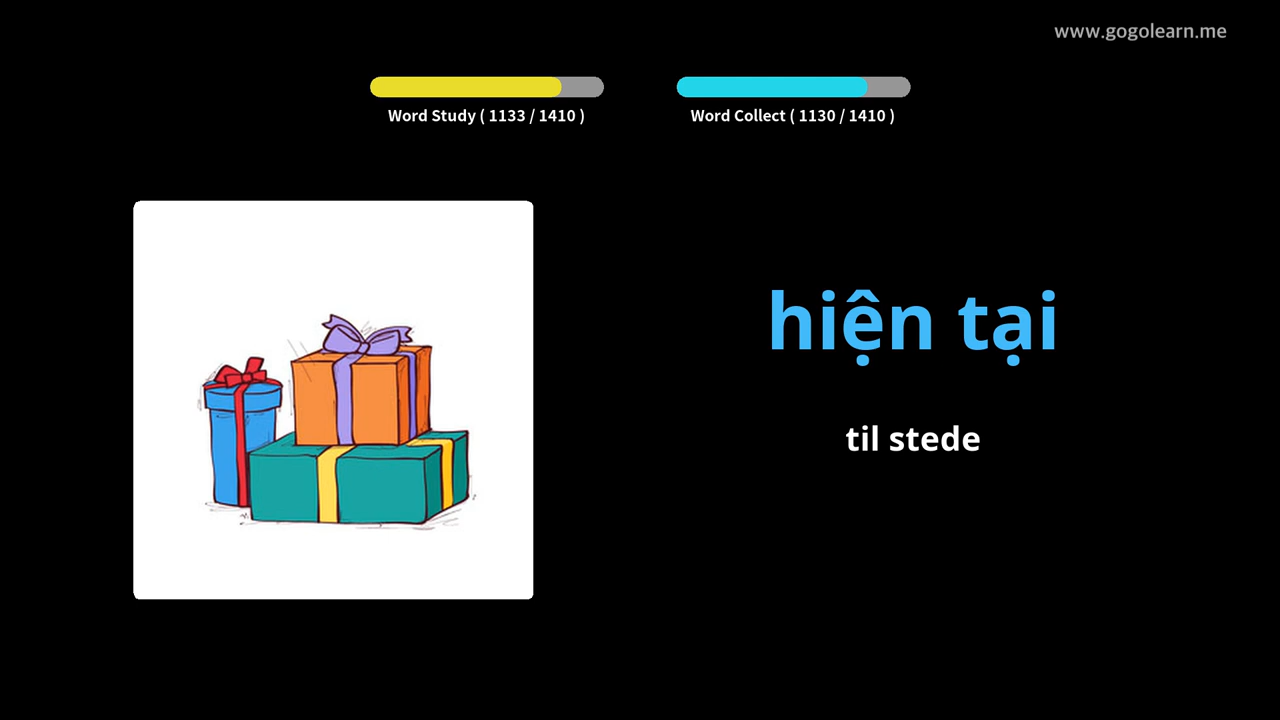 www.gogolearn.me
Word Study ( 1133 / 1410 )
Word Collect ( 1130 / 1410 )
hiện tại
til stede